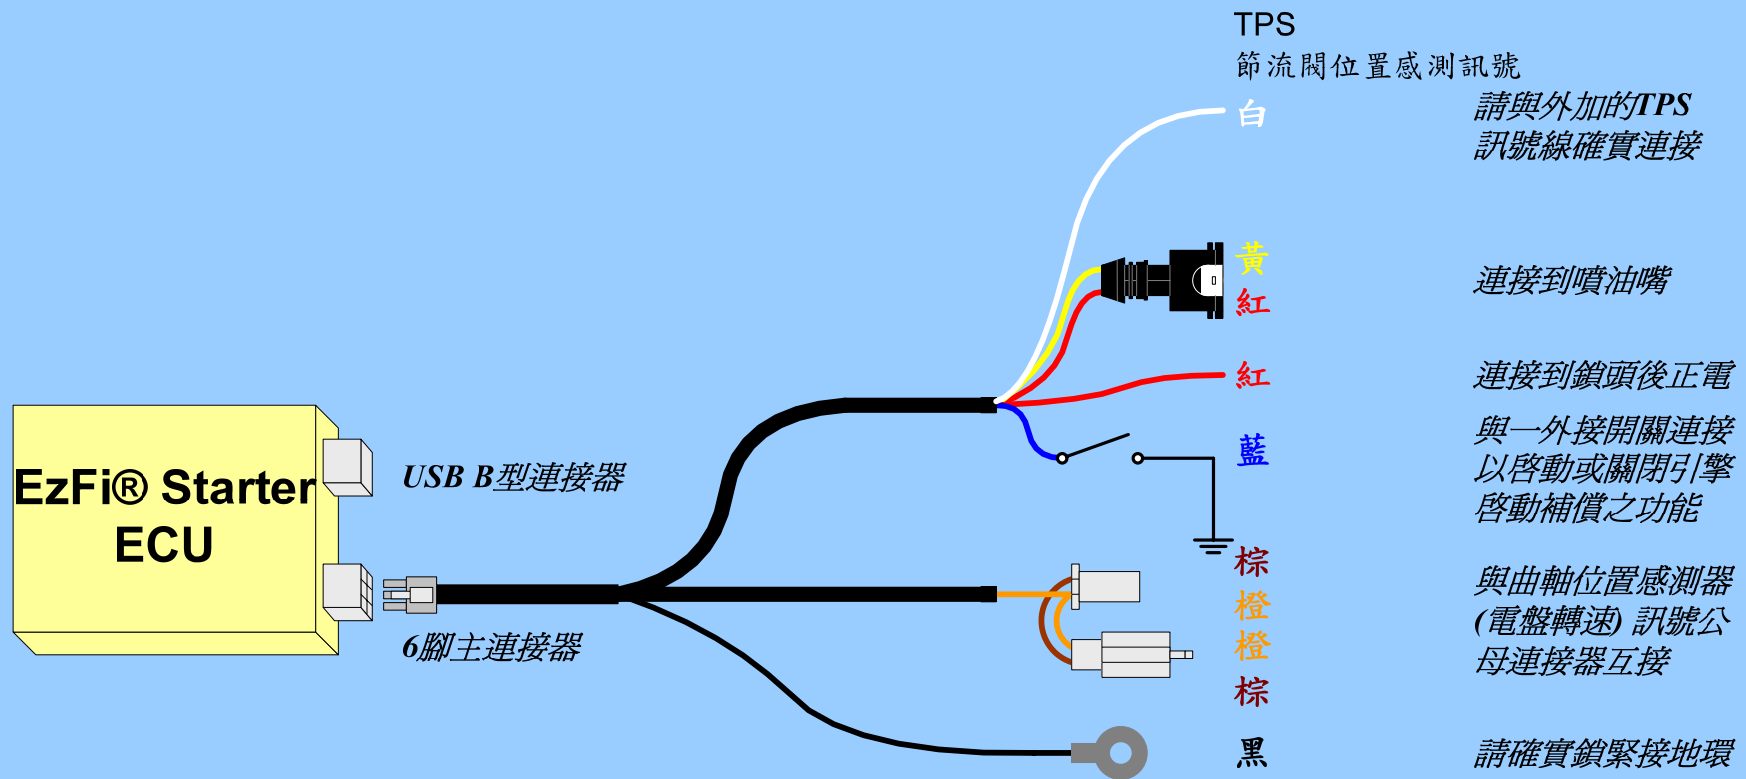 TPS
節流閥位置感測訊號
白
請與外加的TPS
訊號線確實連接
黃
紅
連接到噴油嘴
紅
連接到鎖頭後正電
藍
與一外接開關連接
以啓動或關閉引擎
啓動補償之功能
EzFi® Starter
ECU
USB B型連接器
6腳主連接器
棕
橙
橙
棕
與曲軸位置感測器
(電盤轉速) 訊號公
母連接器互接
黑
請確實鎖緊接地環